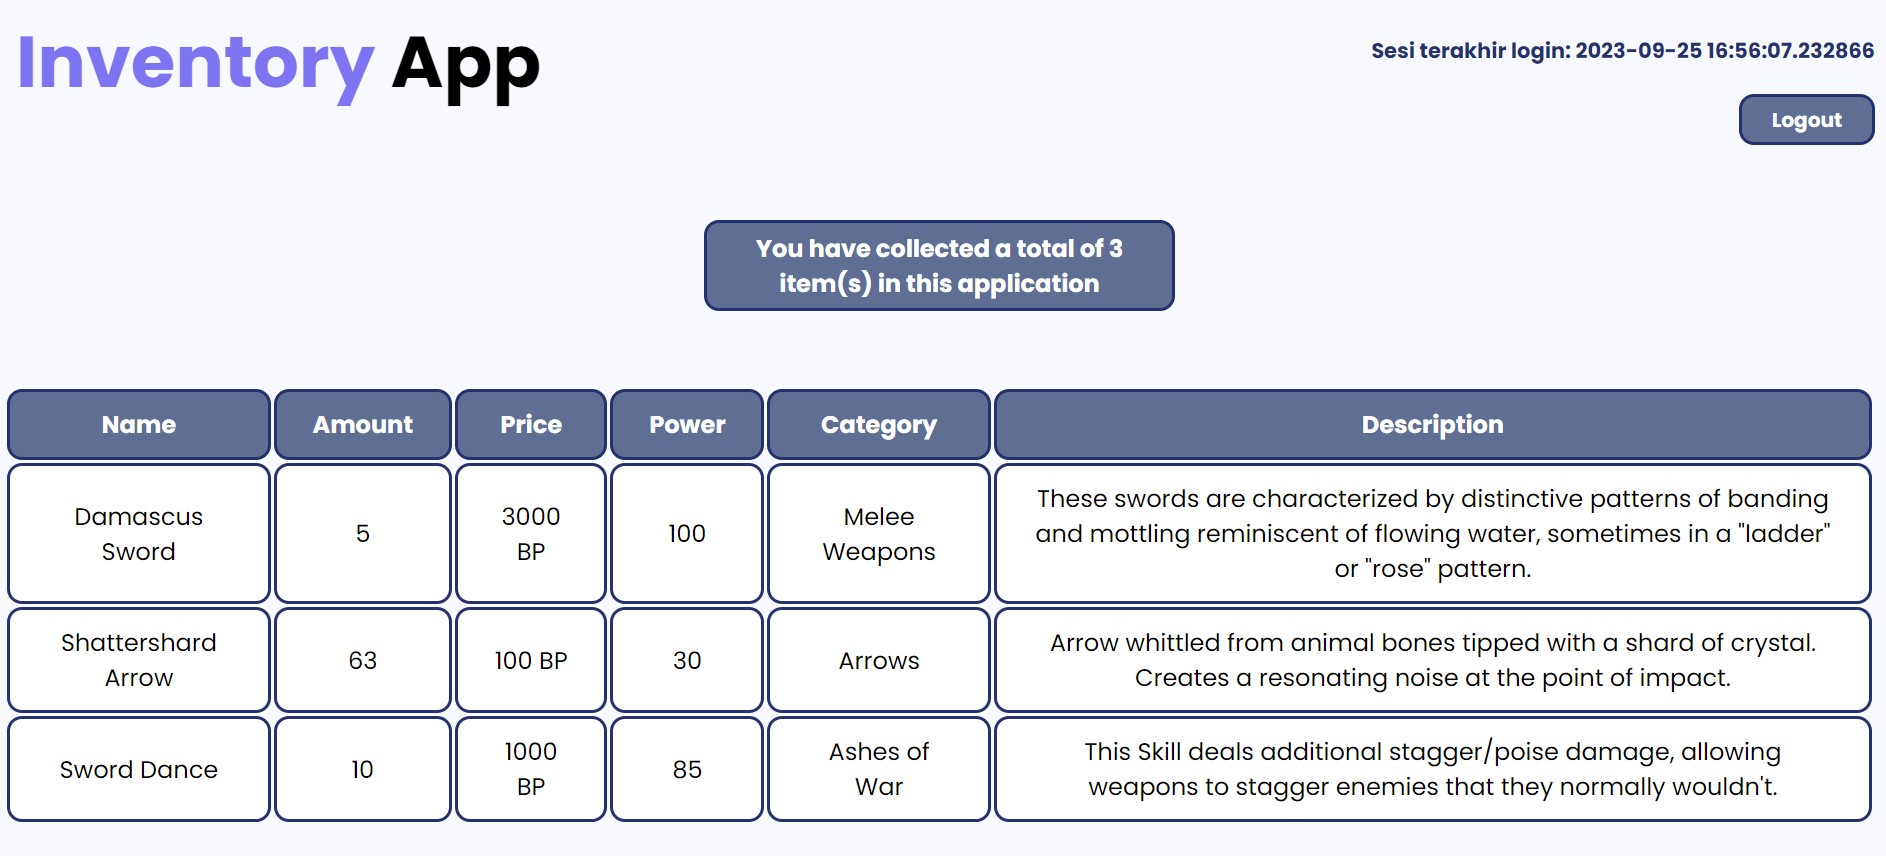 Inventory App
Sesi terakhir login: 2023-09-25 16:56:07.232866
Logout
You have collected a total of 3
item(s) in this application
Name
Amount
Price
Power
Category
Description
Damascus
Sword
5
3000
BP
100
Melee
Weapons
These swords are characterized by distinctive patterns of banding
and mottling reminiscent of flowing water, sometimes in a "ladder"
or "rose" pattern.
Shattershard
Arrow
63
100 BP
30
Arrows
Arrow whittled from animal bones tipped with a shard of crystal.
Creates a resonating noise at the point of impact.
Sword Dance
10
1000
BP
85
Ashes of
War
This Skill deals additional stagger/poise damage, allowing
weapons to stagger enemies that they normally wouldn't.